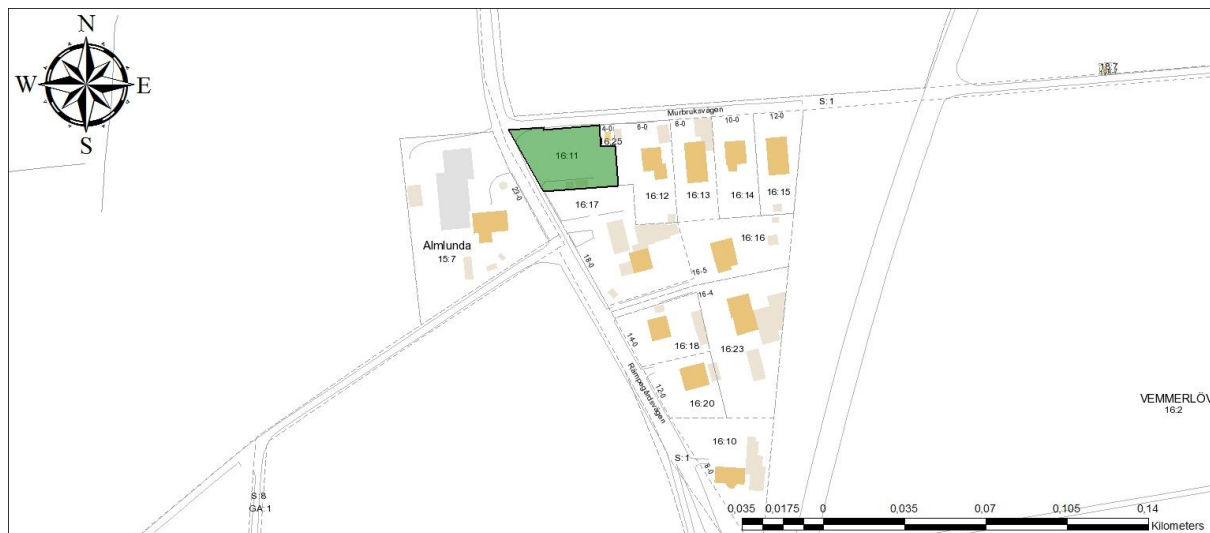 N
W E
S
18:7
S:1
Murbruksvägen
4-0 6-0 8-0 10-0 12-0
16:25
16:11
16:12 16:13 16:14 16:15
23-0
16:17
Almlunda
15:7
16:16
18-0
16-5
16-4
14-0
16:18 16:23
12-0
16:20
VEMMERLÖV
16:2
16:10
S:1
8-0
S:8
GA:1
0,035 0,0175 0 0,035 0,07 0,105 0,14
Kilometers